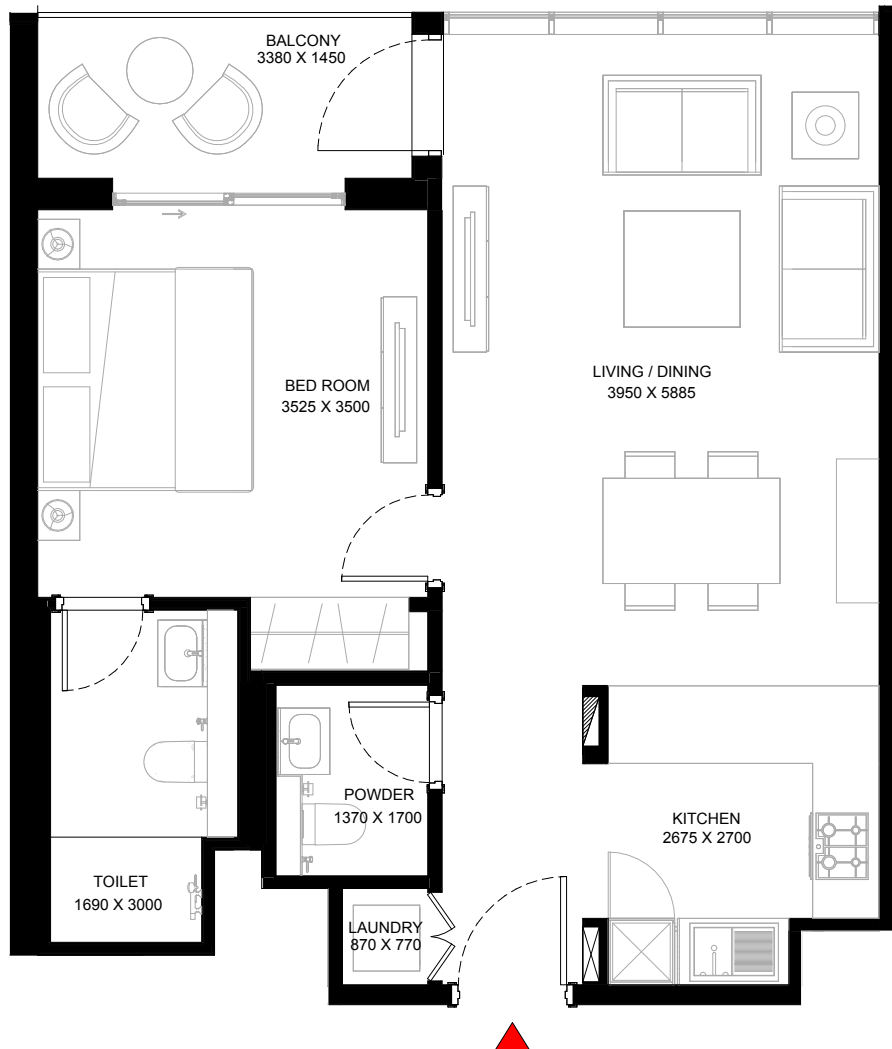 BALCONY
3380 X 1450
BED ROOM
3525 X 3500
LIVING / DINING
3950 X 5885
POWDER
1370 X 1700
KITCHEN
2675 X 2700
TOILET
1690 X 3000
LAUNDRY
870 X 770